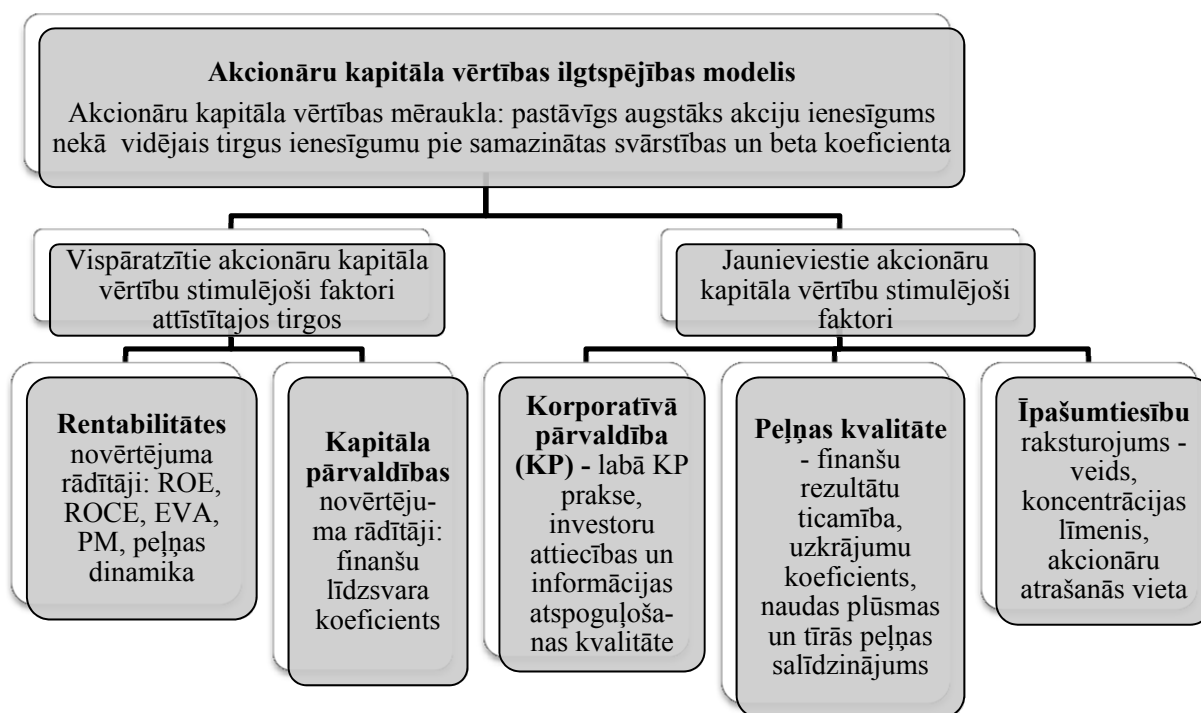 Akcionāru kapitāla vērtības ilgtspējības modelis
Akcionāru kapitāla vērtības mēraukla: pastāvīgs augstāks akciju ienesīgums
nekā vidējais tirgus ienesīgumu pie samazinātas svārstības un beta koeficienta
Vispāratzītie akcionāru kapitāla
vērtību stimulējoši faktori
attīstītajos tirgos
Jaunieviestie akcionāru
kapitāla vērtību stimulējoši
faktori
Rentabilitātes
novērtējuma
rādītāji: ROE,
ROCE, EVA,
PM, peļņas
dinamika
Kapitāla
pārvaldības
novērtēju-
ma rādītāji:
finanšu
līdzsvara
koeficients
Korporatīvā
pārvaldība
(KP) - labā KP
prakse,
investoru
attiecības un
informācijas
atspoguļoša-
nas kvalitāte
Peļņas kvalitāte
- finanšu
rezultātu
ticamība,
uzkrājumu
koeficients,
naudas plūsmas
un tīrās peļņas
salīdzinājums
Īpašumtiesību
raksturojums -
veids,
koncentrācijas
līmenis,
akcionāru
atrašanās vieta